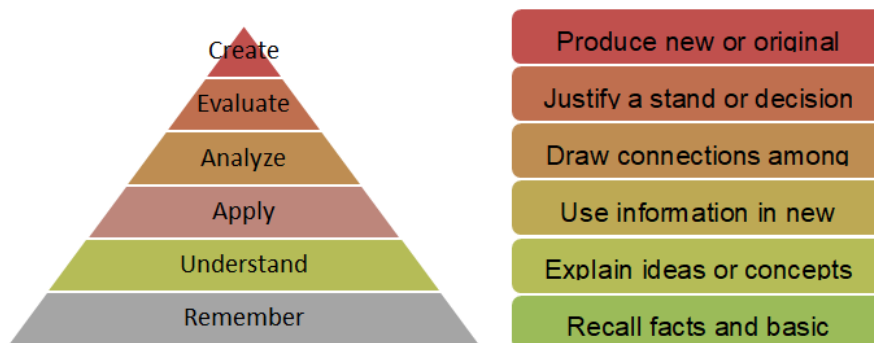 Create
Evaluate
Analyze
Apply
Understand
Remember
Produce new or original
Justify a stand or decision
Draw connections among
Use information in new
Explain ideas or concepts
Recall facts and basic